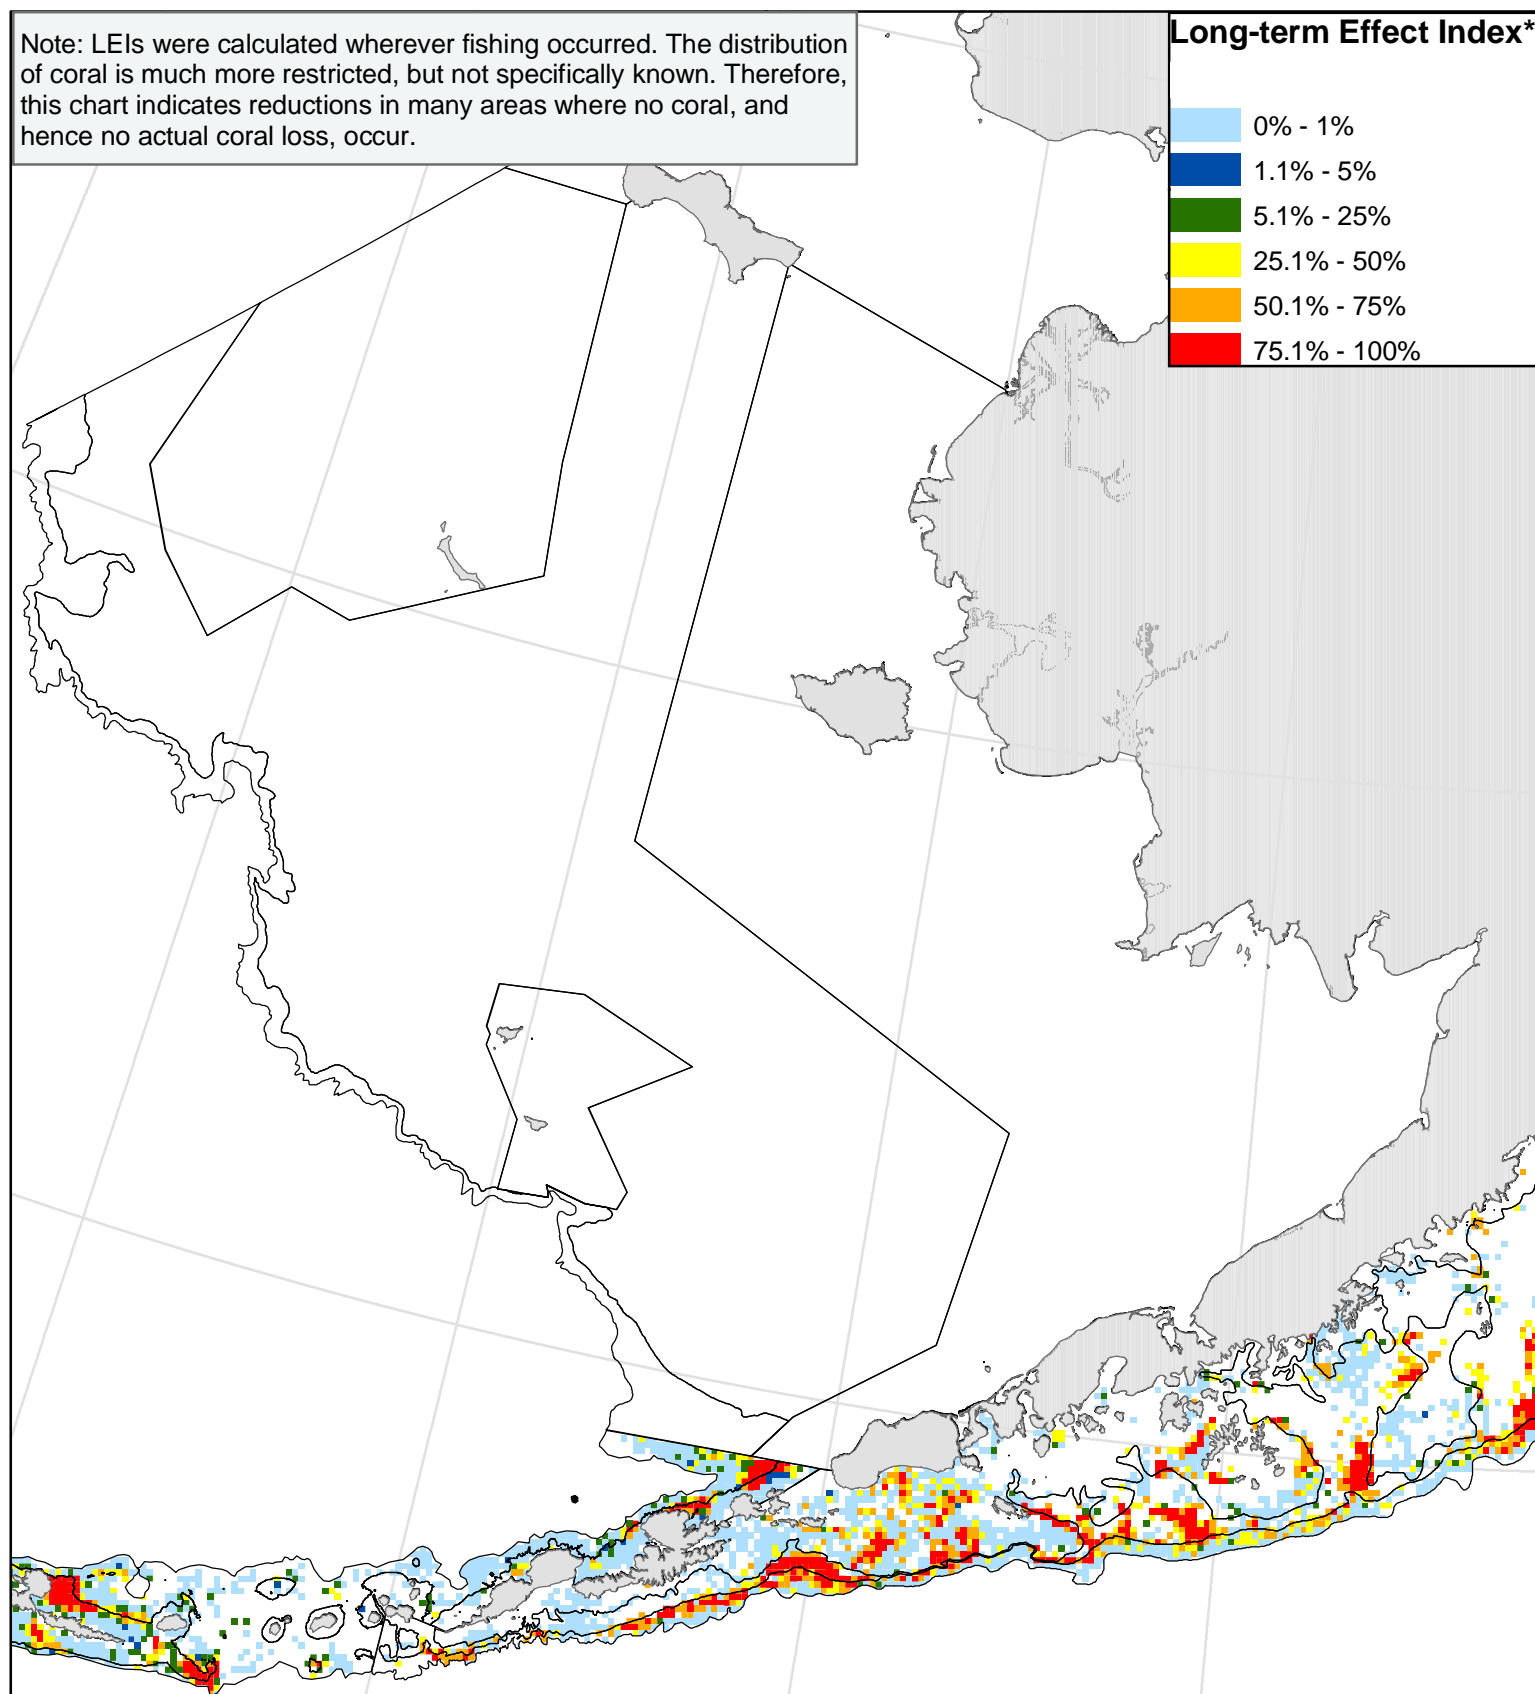 Note: LEIs were calculated wherever fishing occurred. The distribution
of coral is much more restricted, but not specifically known. Therefore,
this chart indicates reductions in many areas where no coral, and
hence no actual coral loss, occur.
Long-term Effect Index*
0% - 1%
1.1% - 5%
5.1% - 25%
25.1% - 50%
50.1% - 75%
75.1% - 100%